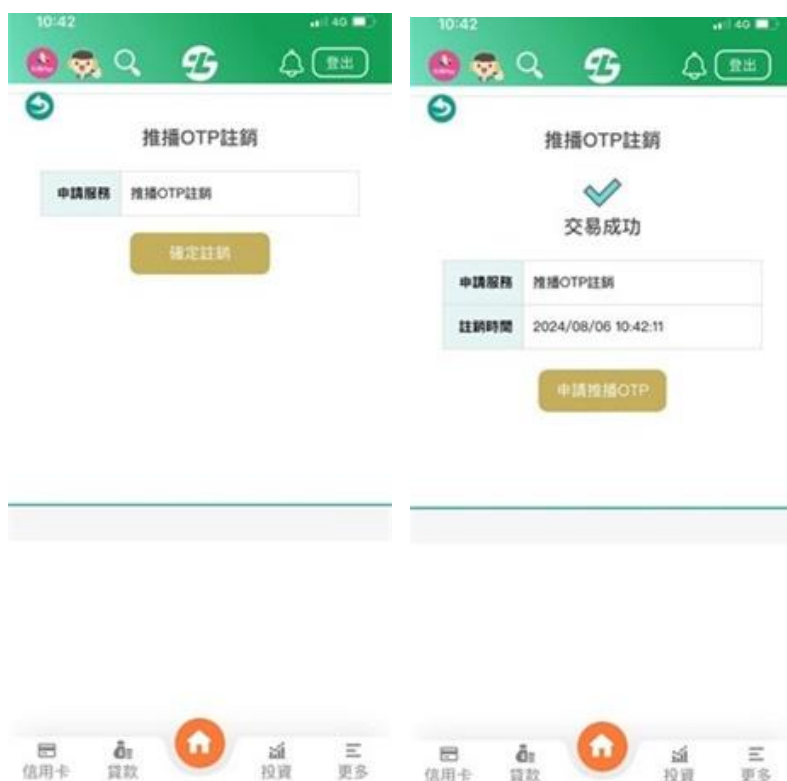 10:42
4G
登出
推播OTP註銷
申請服務 推播OTP註銷
確定註銷
信用卡 貸款 投資 更多
10:42
4G
登出
推播OTP註銷
交易成功
申請服務 推播OTP註銷
註銷時間 2024/08/06 10:42:11
申請推播OTP
信用卡 貸款 投資 更多